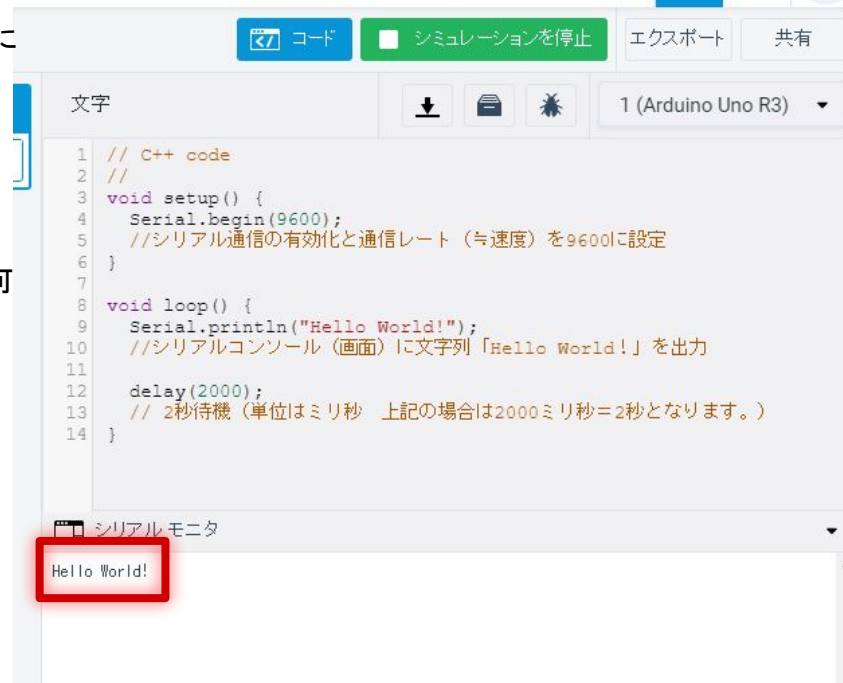 に
コード
シミュレーションを停止
エクスポート
共有
文字
1 (Arduino Uno R3)
1 // C++ code
2 //
3 void setup() {
4 Serial.begin(9600);
5 //シリアル通信の有効化と通信レート（≒速度）を9600に設定
6 }
7
可
8 void loop() {
9 Serial.println("Hello World!");
10 //シリアルコンソール（画面）に文字列「Hello World!」を出力
11
12 delay(2000);
13 // 2秒待機（単位はミリ秒　上記の場合は2000ミリ秒=2秒となります。）
14 }
シリアル モニタ
Hello World!